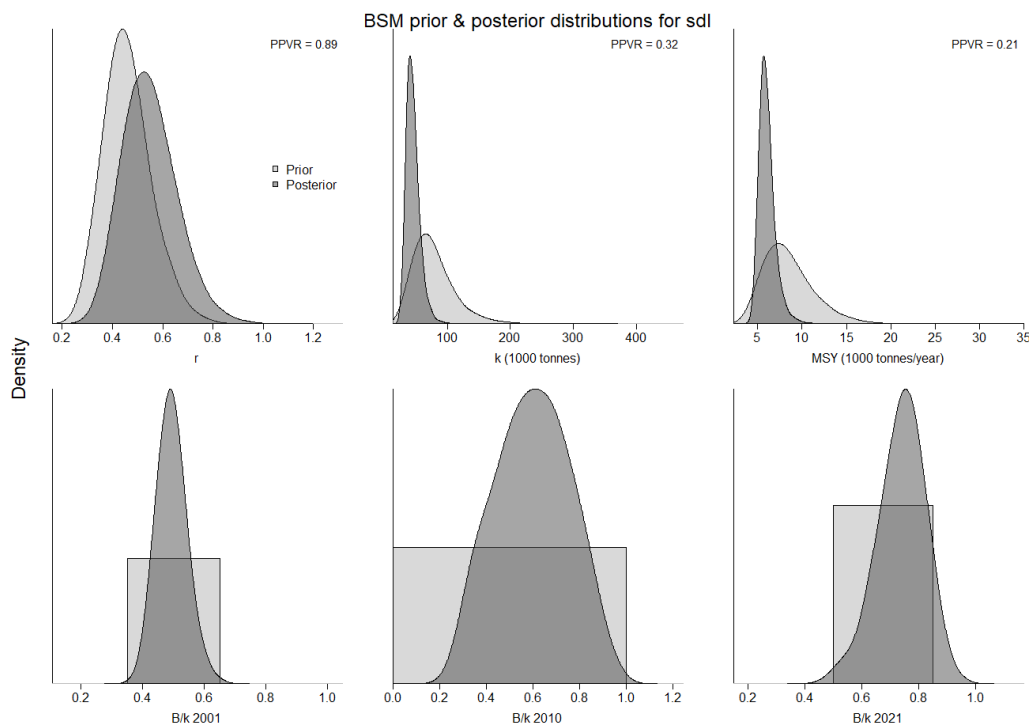 BSM prior & posterior distributions for sdl
PPVR = 0.89
PPVR = 0.32
PPVR = 0.21
Prior
Posterior
0.2 0.4 0.6 0.8 1.0 1.2
100 200 300 400
5 10 15 20 25 30 35
r
k (1000 tonnes)
MSY (1000 tonnes/year)
Density
0.2 0.4 0.6 0.8 1.0
0.0 0.2 0.4 0.6 0.8 1.0 1.2
0.2 0.4 0.6 0.8 1.0
B/k 2001
B/k 2010
B/k 2021